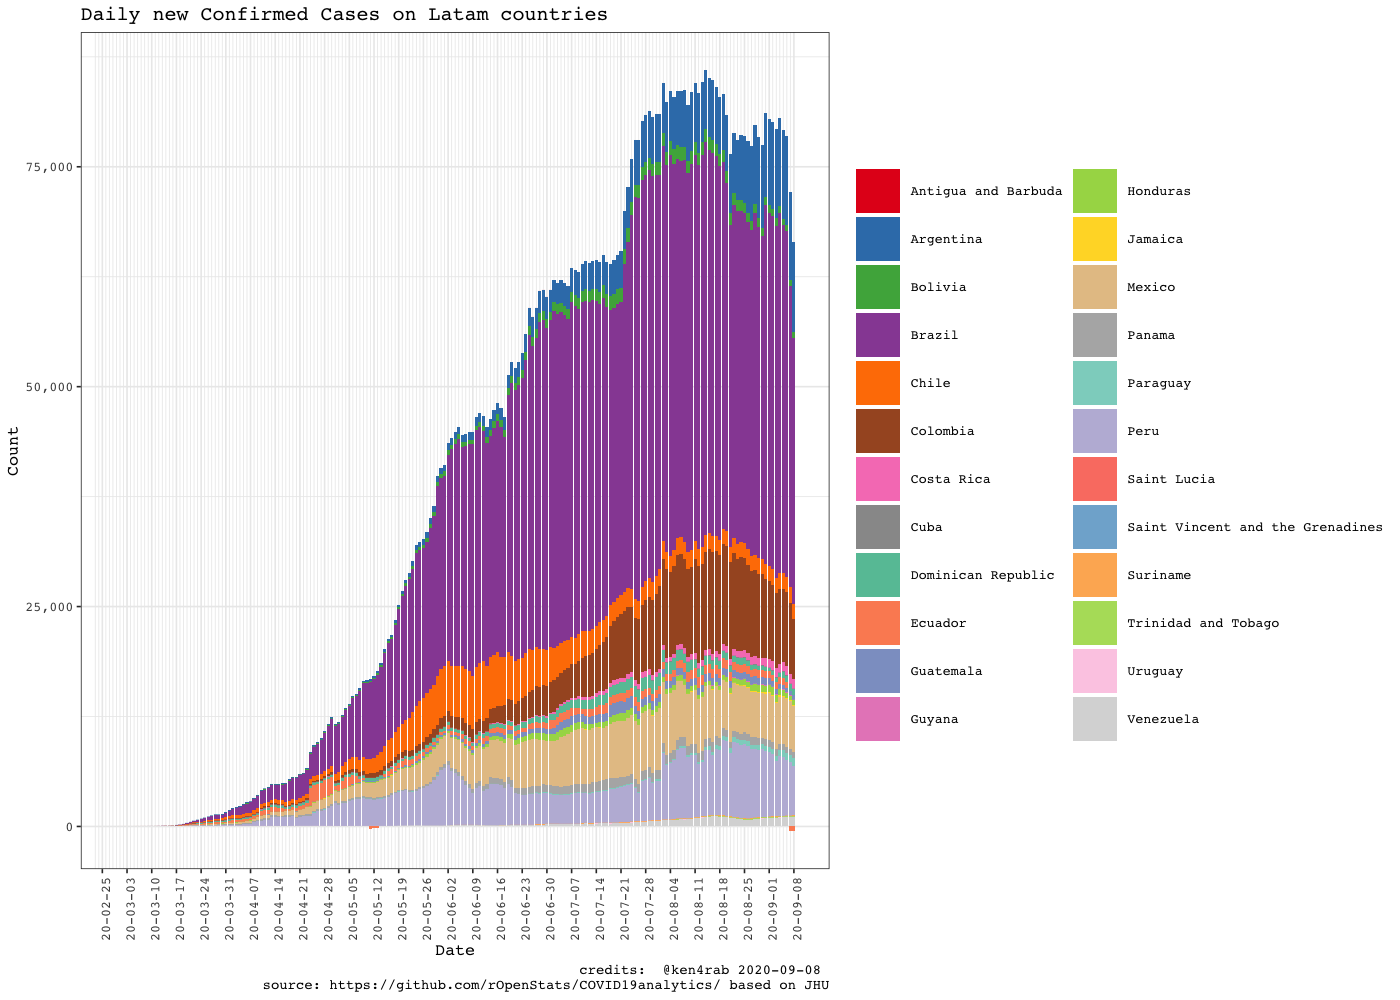 Daily new Confirmed Cases on Latam countries
Count
75,000
50,000
25,000
0
20-02-25
20-03-03
20-03-10
20-03-17
20-03-24
20-03-31
20-04-07
20-04-14
20-04-21
20-04-28
20-05-05
20-05-12
20-05-19
20-05-26
20-06-02
20-06-09
20-06-16
20-06-23
20-06-30
20-07-07
20-07-14
20-07-21
20-07-28
20-08-04
20-08-11
20-08-18
20-08-25
20-09-01
20-09-08
Date
Antigua and Barbuda
Argentina
Bolivia
Brazil
Chile
Colombia
Costa Rica
Cuba
Dominican Republic
Ecuador
Guatemala
Guyana
Honduras
Jamaica
Mexico
Panama
Paraguay
Peru
Saint Lucia
Saint Vincent and the Grenadines
Suriname
Trinidad and Tobago
Uruguay
Venezuela
credits:  @ken4rab 2020-09-08
source: https://github.com/rOpenStats/COVID19analytics/ based on JHU